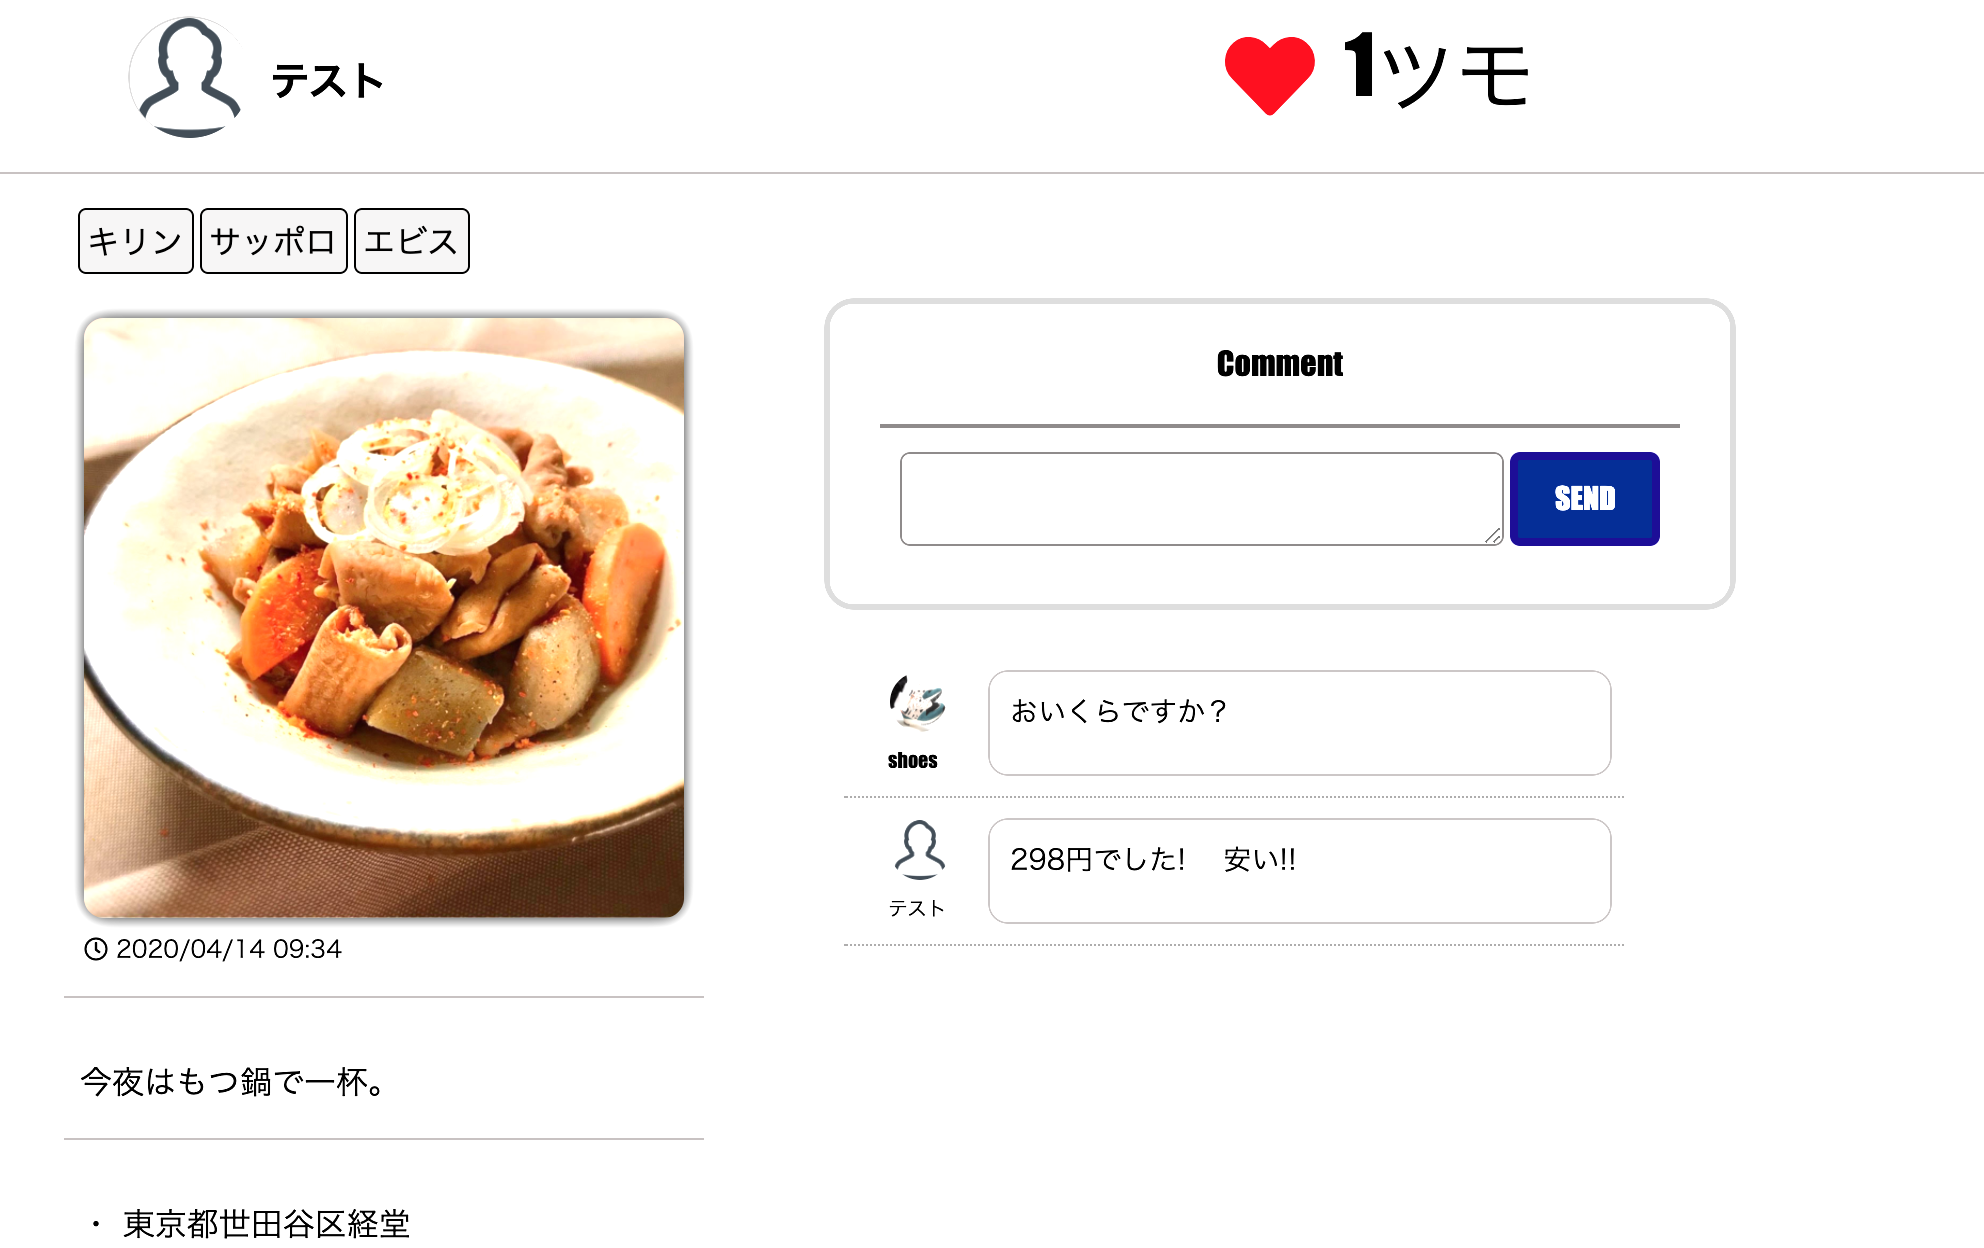 テスト
1ツモ
キリン
サッポロ
エビス
2020/04/14 09:34
今夜はもつ鍋で一杯。
・ 東京都世田谷区経堂
Comment
SEND
おいくらですか？
shoes
298円でした!　安い!!
テスト